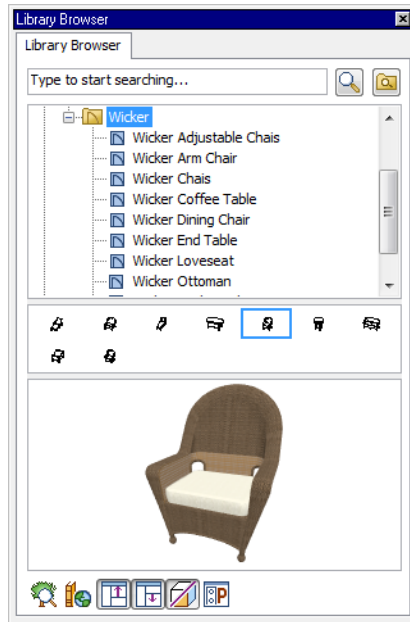 Library Browser
Library Browser
Type to start searching...
Wicker
Wicker Adjustable Chais
Wicker Arm Chair
Wicker Chais
Wicker Coffee Table
Wicker Dining Chair
Wicker End Table
Wicker Loveseat
Wicker Ottoman
P